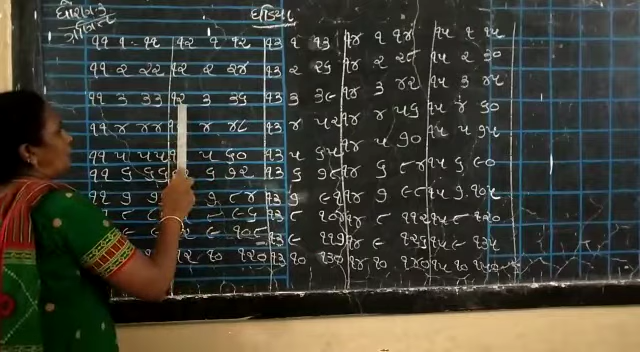 ધોરણ-૩ ઘડિયા
ગણિત
૧૧ ૧ - ૧૧ ૧૨ ૧ ૧૨ ૧૩ ૧ ૧૩ ૧૪ ૧ ૧૪ ૧૫ ૧ ૧૫
૧૧ ૨ ૨૨ ૧૨ ૨ ૨૪ ૧૩ ૨ ૨૬ ૧૪ ૨ ૨૮ ૧૫ ૨ ૩૦
૧૧ ૩ ૩૩ ૧૨ ૩ ૩૬ ૧૩ ૩ ૩૯ ૧૪ ૩ ૪૨ ૧૫ ૩ ૪૫
૧૧ ૪ ૪૪ ૪ ૪૮ ૧૩ ૪ ૫૨ ૧૪ ૪ ૫૬ ૧૫ ૪ ૬૦
૧૧ ૫ ૫૫ ૫ ૬૦ ૧૩ ૫ ૬૫ ૧૪ ૫ ૭૦ ૧૫ ૫ ૭૫
૧૧ ૬ ૬૬ ૬ ૭૨ ૧૩ ૬ ૭૮ ૧૪ ૬ ૮૪ ૧૫ ૬ ૯૦
૧૧ ૭ ૭ ૮૪ ૧૩ ૭ ૯૧ ૧૪ ૭ ૯૮ ૧૫ ૭ ૧૦૫
૮ ૮ ૯૬ ૧૩ ૮ ૧૦૪ ૧૪ ૮ ૧૧૨ ૧૫ ૮ ૧૨૦
૯ ૯ ૧૦૮ ૧૩ ૯ ૧૧૭ ૧૪ ૯ ૧૨૬ ૧૫ ૯ ૧૩૫
૧૨ ૧૦ ૧૨૦ ૧૩ ૧૦ ૧૩૦ ૧૪ ૧૦ ૧૪૦ ૧૫ ૧૦ ૧૫૦